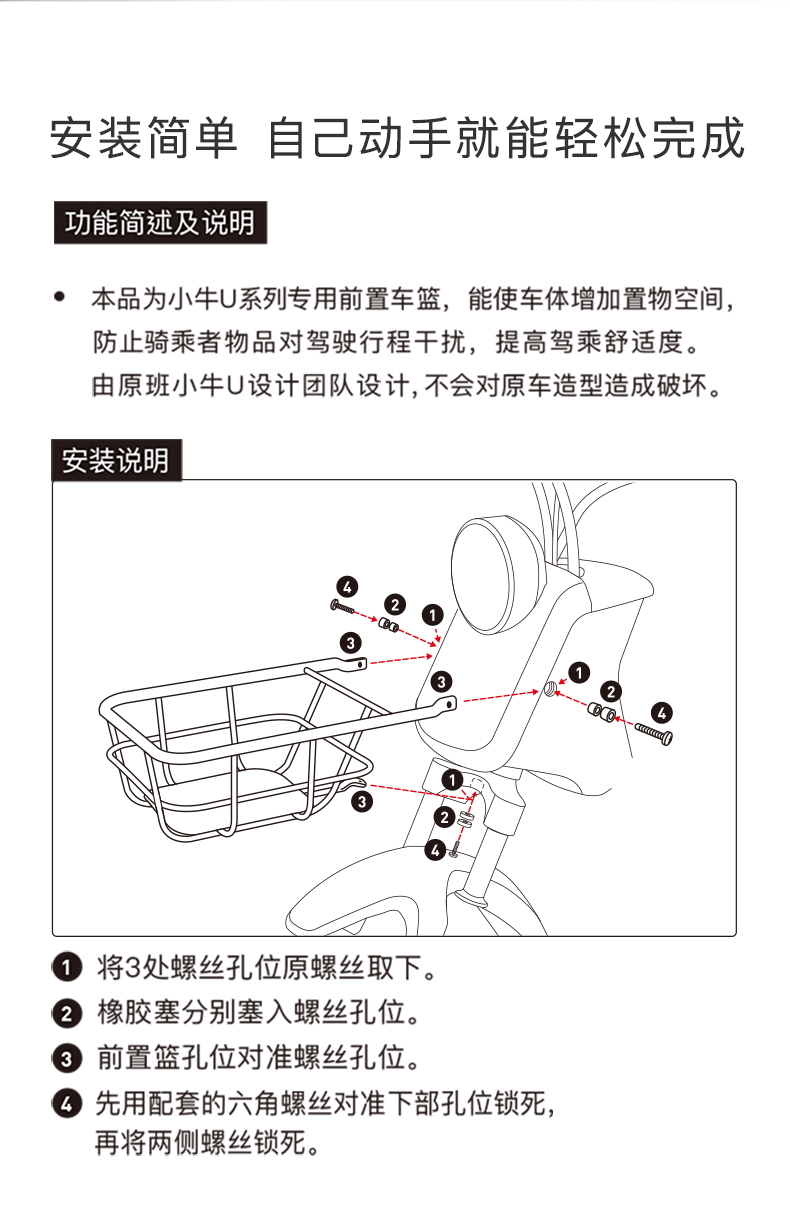 安装简单 自己动手就能轻松完成
功能简述及说明
• 本品为小牛U系列专用前置车篮，能使车体增加置物空间，
防止骑乘者物品对驾驶行程干扰，提高驾乘舒适度。
由原班小牛U设计团队设计,不会对原车造型造成破坏。
安装说明
4
2
1
3
3
1
2
4
1
3
2
4
1 将3处螺丝孔位原螺丝取下。
2 橡胶塞分别塞入螺丝孔位。
3 前置篮孔位对准螺丝孔位。
4 先用配套的六角螺丝对准下部孔位锁死，
再将两侧螺丝锁死。